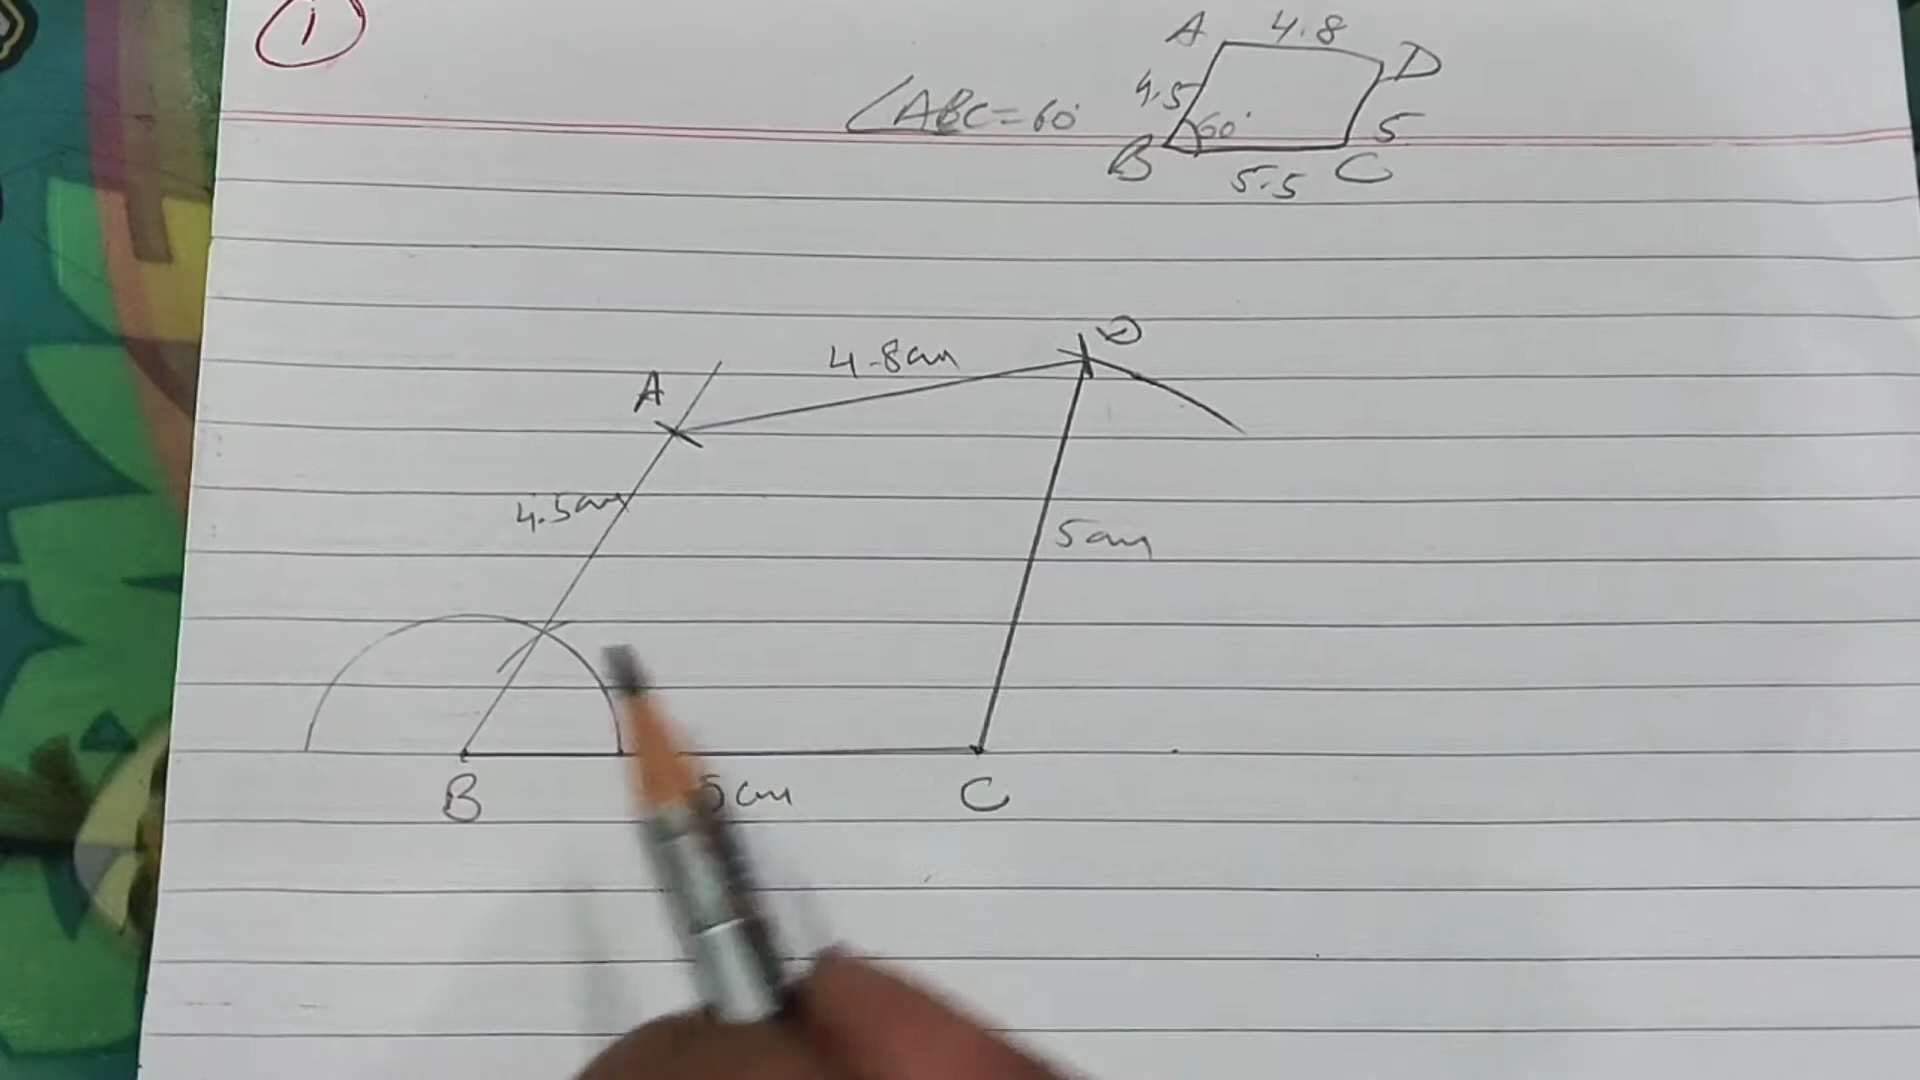 1
A 4.8 D
4.5
∠ABC=60° 60° 5
B 5.5 C
D
4.8cm
A
4.5cm
5cm
B 5cm C